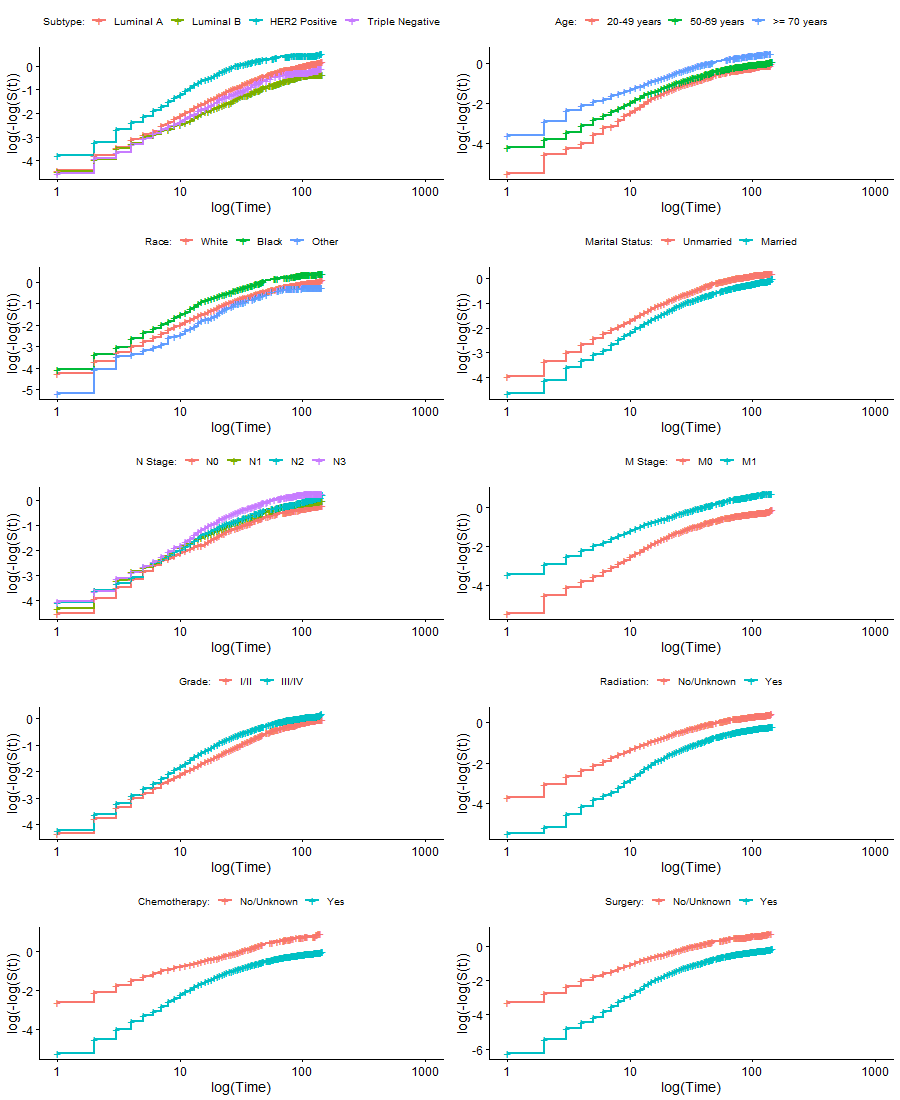 Subtype: Luminal A Luminal B HER2 Positive Triple Negative
log(-log(S(t))
0
-1
-2
-3
-4
1 10 100 1000
log(Time)
Age: 20-49 years 50-69 years >= 70 years
log(-log(S(t))
0
-2
-4
1 10 100 1000
log(Time)
Race: White Black Other
log(-log(S(t))
0
-1
-2
-3
-4
-5
1 10 100 1000
log(Time)
Marital Status: Unmarried Married
log(-log(S(t))
0
-1
-2
-3
-4
1 10 100 1000
log(Time)
N Stage: N0 N1 N2 N3
log(-log(S(t))
0
-1
-2
-3
-4
1 10 100 1000
log(Time)
M Stage: M0 M1
log(-log(S(t))
0
-2
-4
1 10 100 1000
log(Time)
Grade: I/II III/IV
log(-log(S(t))
0
-1
-2
-3
-4
1 10 100 1000
log(Time)
Radiation: No/Unknown Yes
log(-log(S(t))
0
-2
-4
1 10 100 1000
log(Time)
Chemotherapy: No/Unknown Yes
log(-log(S(t))
0
-2
-4
1 10 100 1000
log(Time)
Surgery: No/Unknown Yes
log(-log(S(t))
0
-2
-4
-6
1 10 100 1000
log(Time)